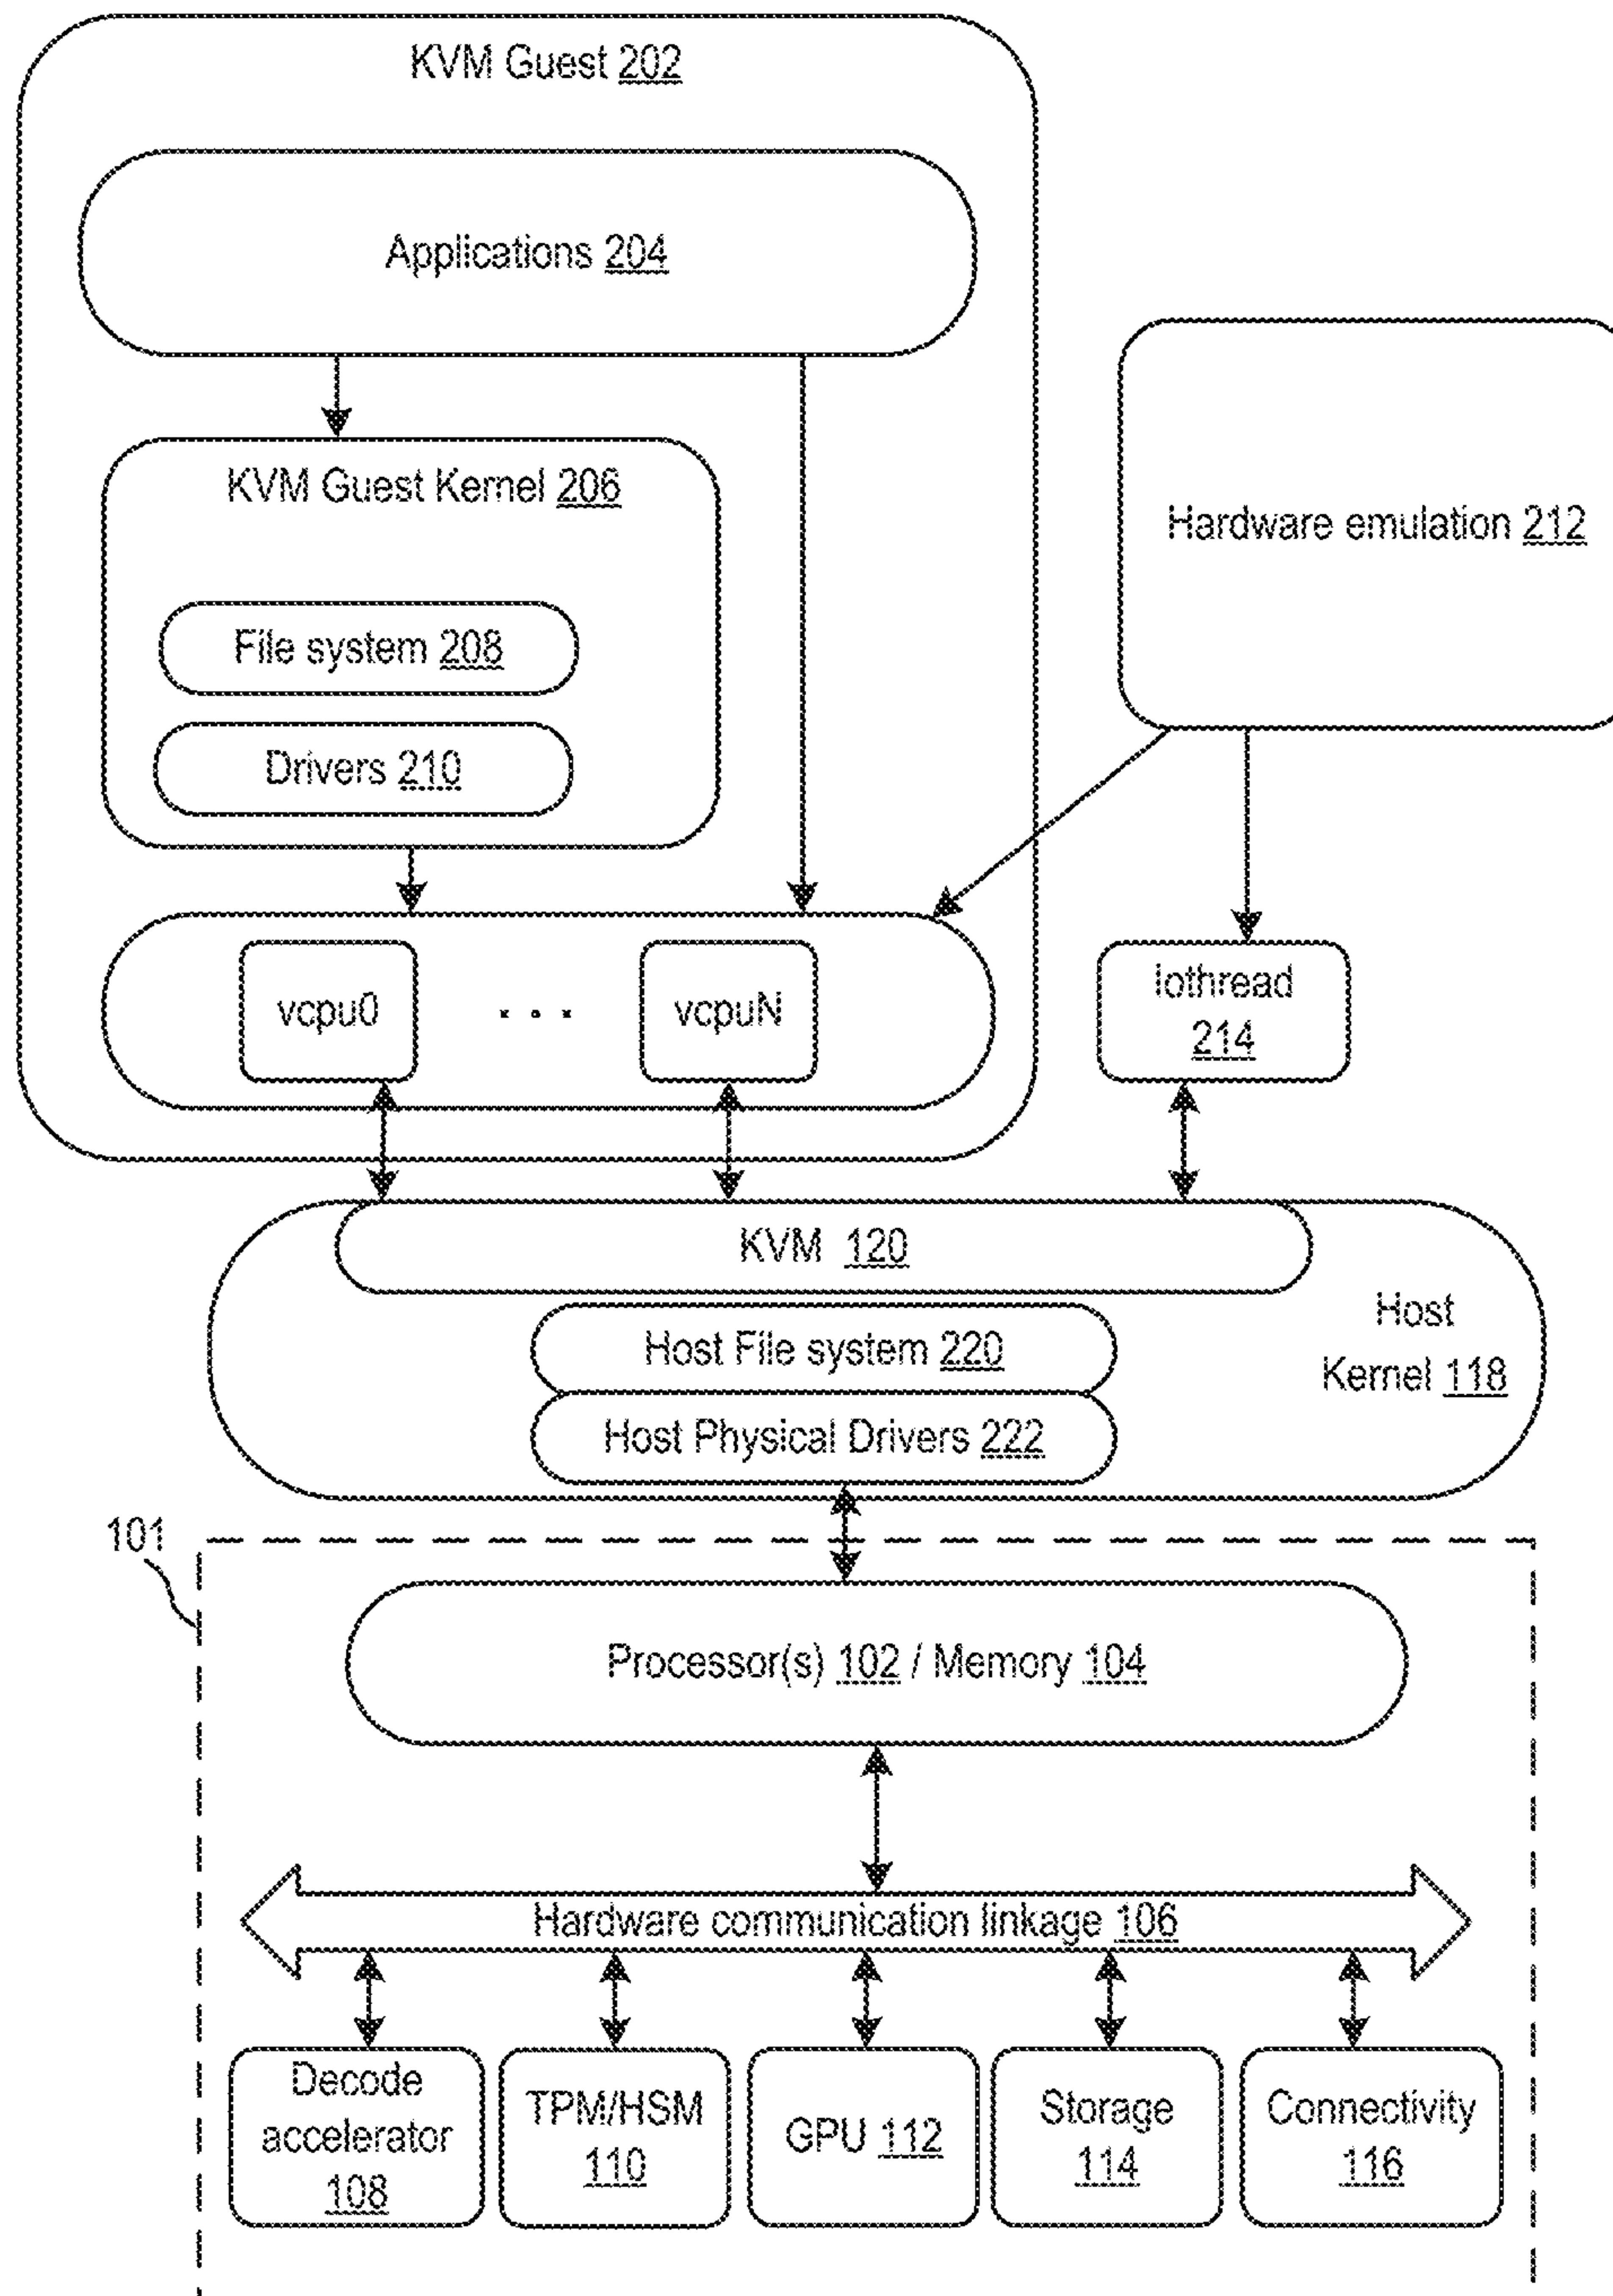 KVM Guest 202
Applications 204
KVM Guest Kernel 206
Hardware emulation 212
File system 208
Drivers 210
vcpu0
. . .
vcpuN
iothread
214
KVM 120
Host File system 220
Host
Kernel 118
Host Physical Drivers 222
101
Processor(s) 102 / Memory 104
Hardware communication linkage 106
Decode
accelerator
108
TPM/HSM
110
GPU 112
Storage
114
Connectivity
116